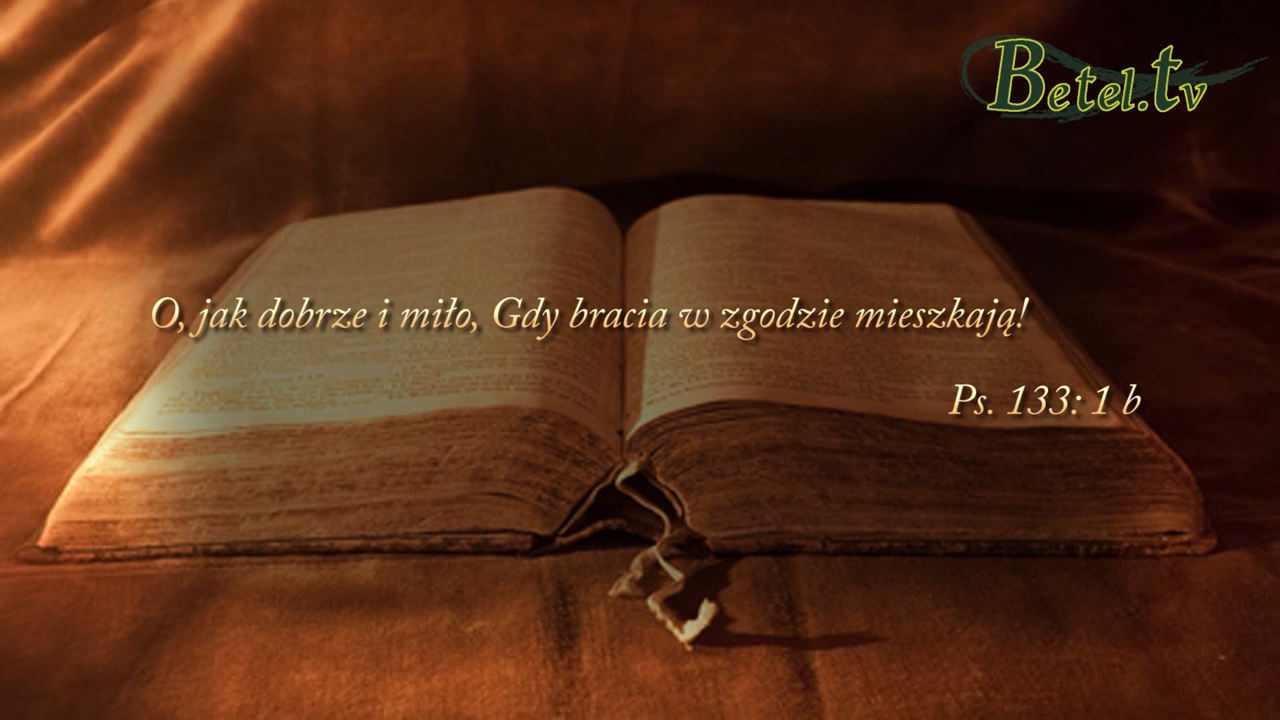 Betel.tv
O, jak dobrze i miło, Gdy bracia w zgodzie mieszkają!
Ps. 133: 1 b